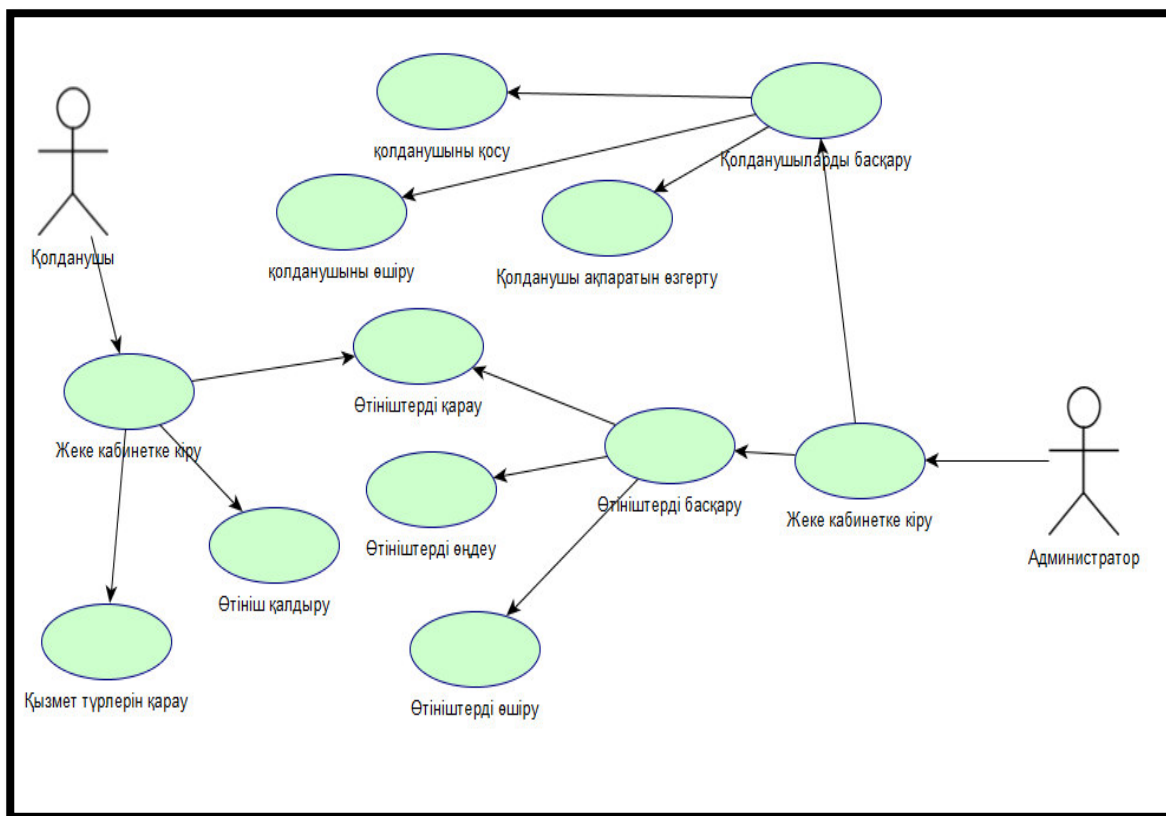 қолданушыны қосу
Қолданушыларды басқару
Қолданушы
қолданушыны өшіру
Қолданушы ақпаратын өзгерту
Өтініштерді қарау
Жеке кабинетке кіру
Өтініштерді басқару
Жеке кабинетке кіру
Өтініштерді өңдеу
Администратор
Өтініш қалдыру
Қызмет түрлерін қарау
Өтініштерді өшіру